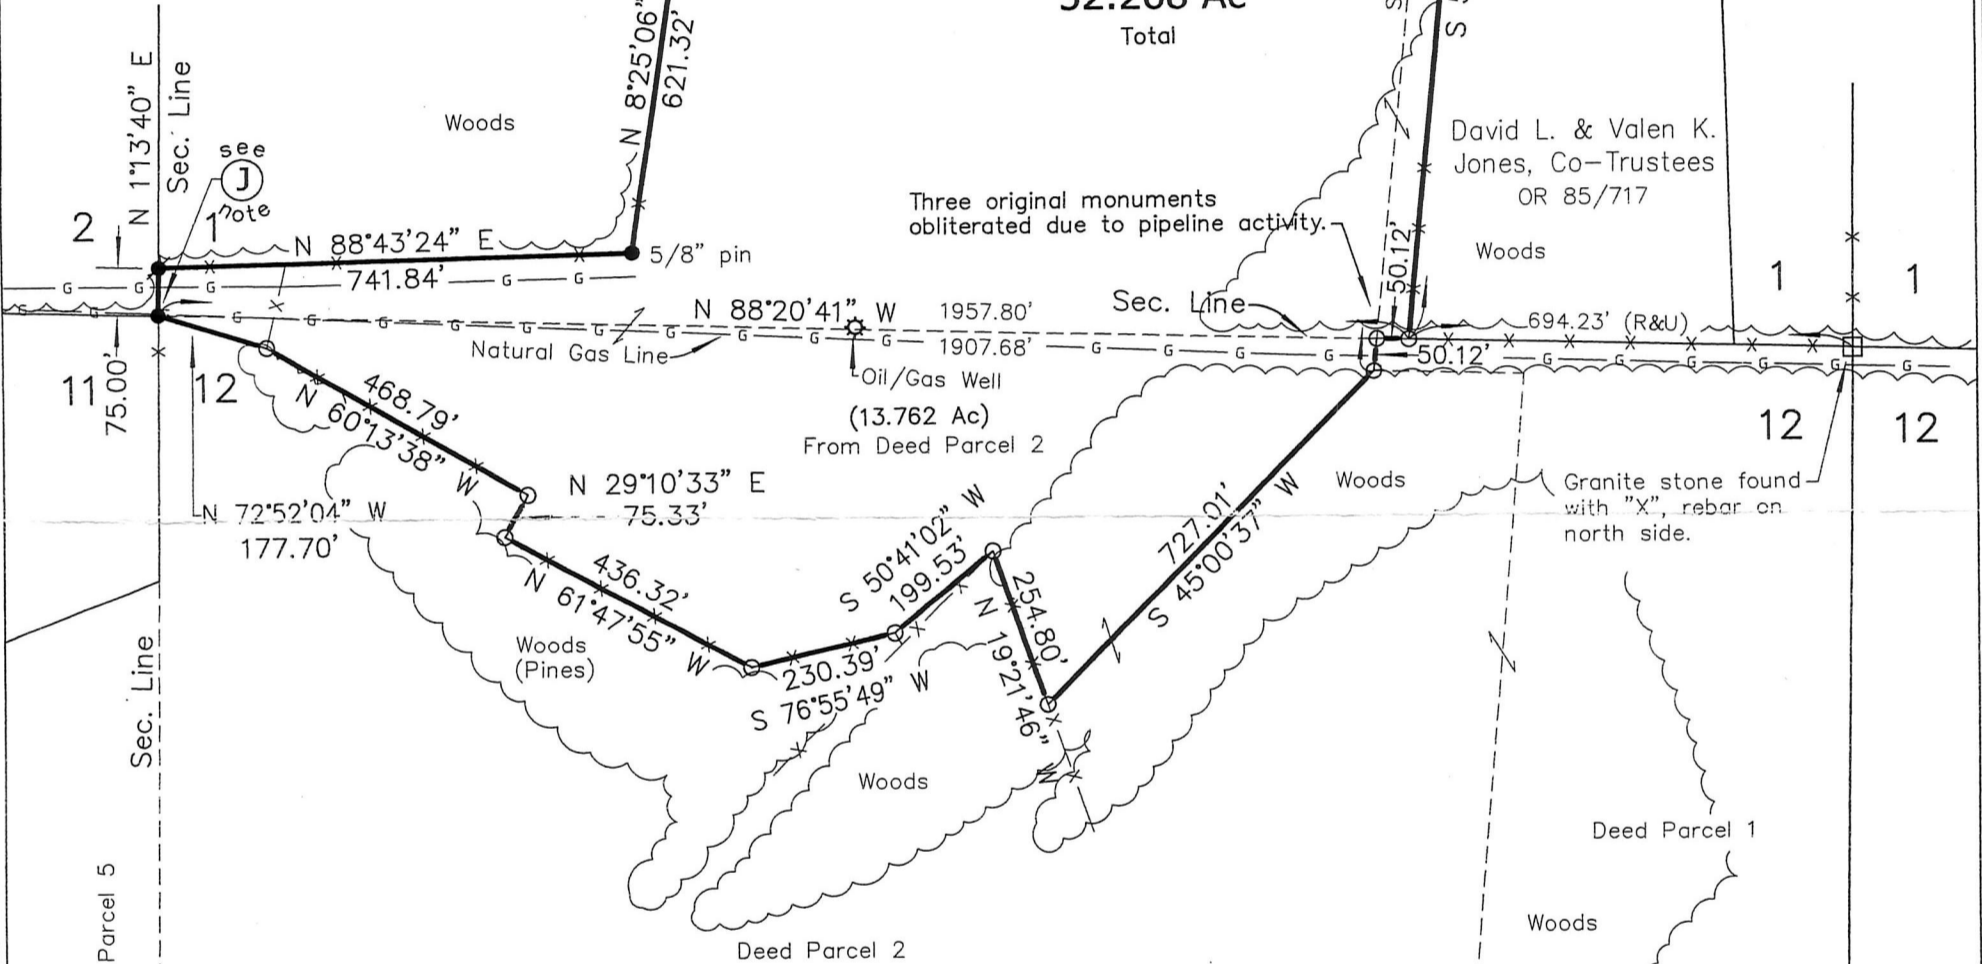 52.268 Ac
Total
N 8°25'06"
621.32'
N 1°13'40" E
Sec. Line
Woods
see
J
note
2
1
N 88°43'24" E
741.84'
5/8" pin
G G G G G
David L. & Valen K.
Jones, Co-Trustees
OR 85/717
Woods
Three original monuments
obliterated due to pipeline activity.
50.12'
S
S
1
1
Sec. Line
N 88°20'41" W
1957.80'
1907.68'
694.23' (R&U)
50.12'
Natural Gas Line
Oil/Gas Well
(13.762 Ac)
From Deed Parcel 2
75.00'
11
12
12
12
468.79'
N 60°13'38" W
N 29°10'33" E
75.33'
N 72°52'04" W
177.70'
436.32'
N 61°47'55" W
S 50°41'02" W
199.53'
230.39'
S 76°55'49" W
254.80'
N 19°21'46" W
727.01'
S 45°00'37" W
Woods
Granite stone found
with "X", rebar on
north side.
Woods
(Pines)
Woods
Sec. Line
Parcel 5
Deed Parcel 1
Woods
Deed Parcel 2